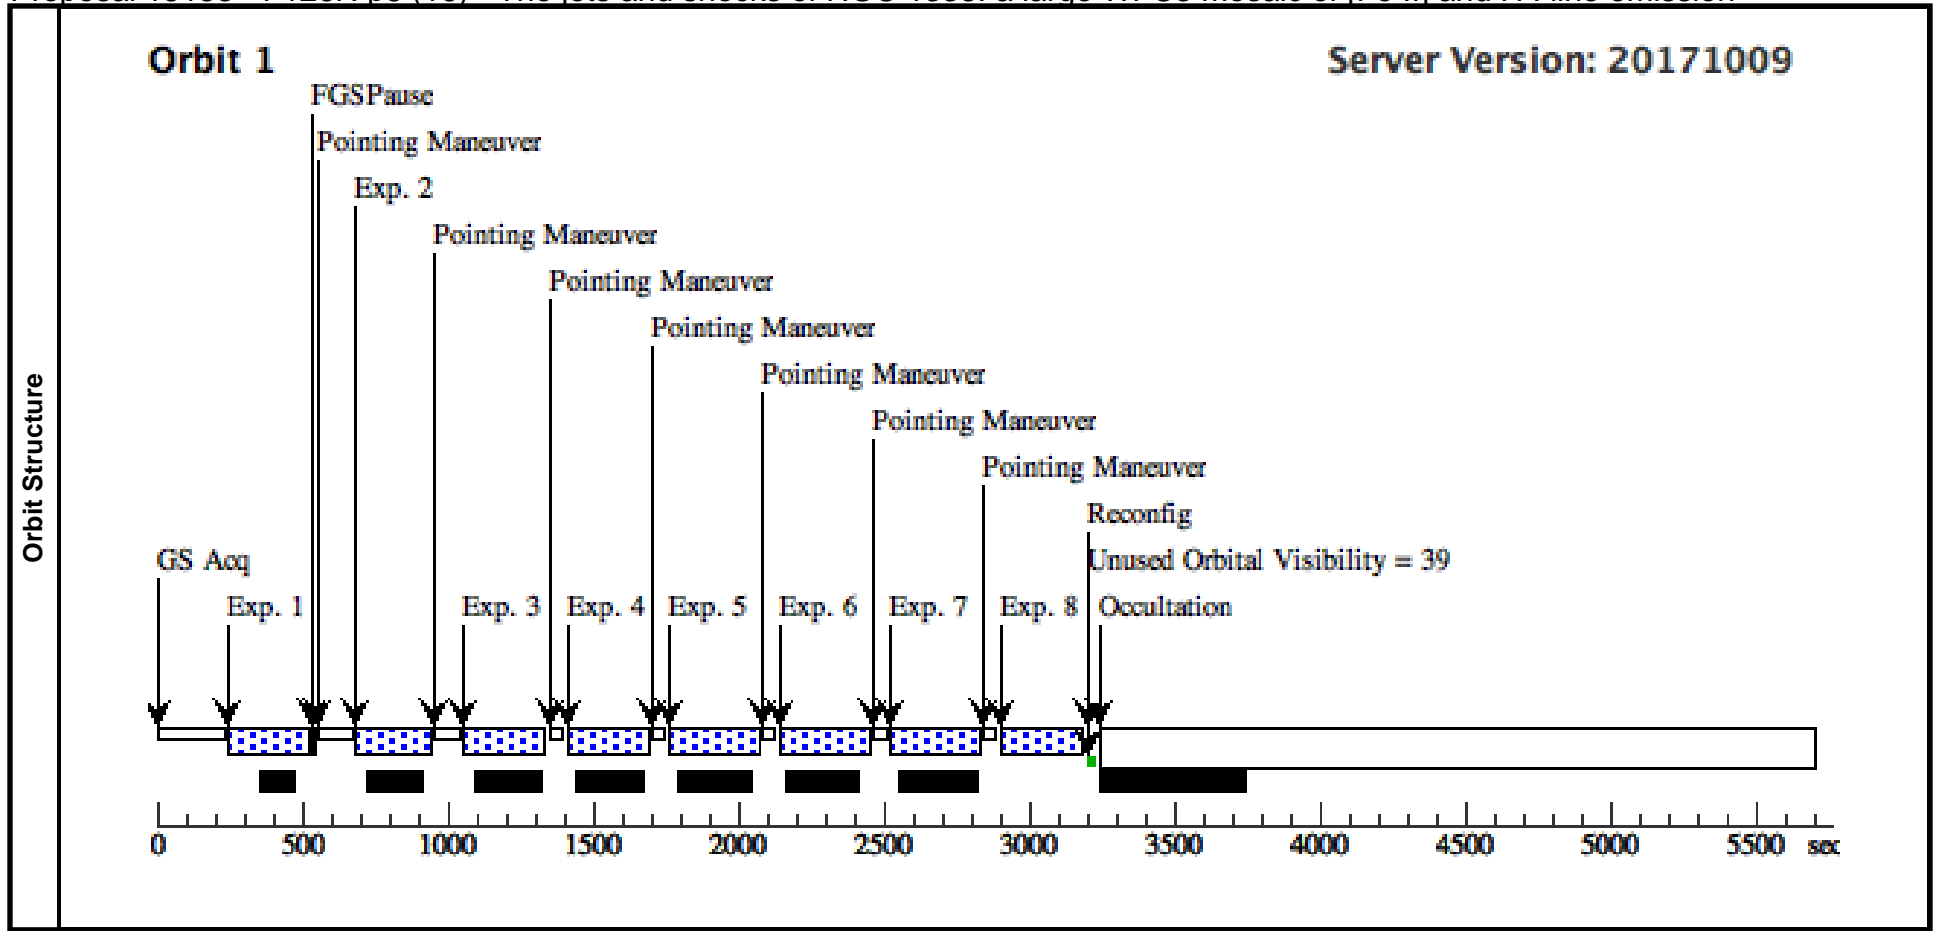 Orbit 1
Server Version: 20171009
FGSPause
Pointing Maneuver
Exp. 2
Pointing Maneuver
Pointing Maneuver
Pointing Maneuver
Pointing Maneuver
Pointing Maneuver
Pointing Maneuver
Reconfig
GS Acq
Unused Orbital Visibility = 39
Exp. 1
Exp. 3
Exp. 4
Exp. 5
Exp. 6
Exp. 7
Exp. 8
Occultation
Orbit Structure
0 500 1000 1500 2000 2500 3000 3500 4000 4500 5000 5500 sec